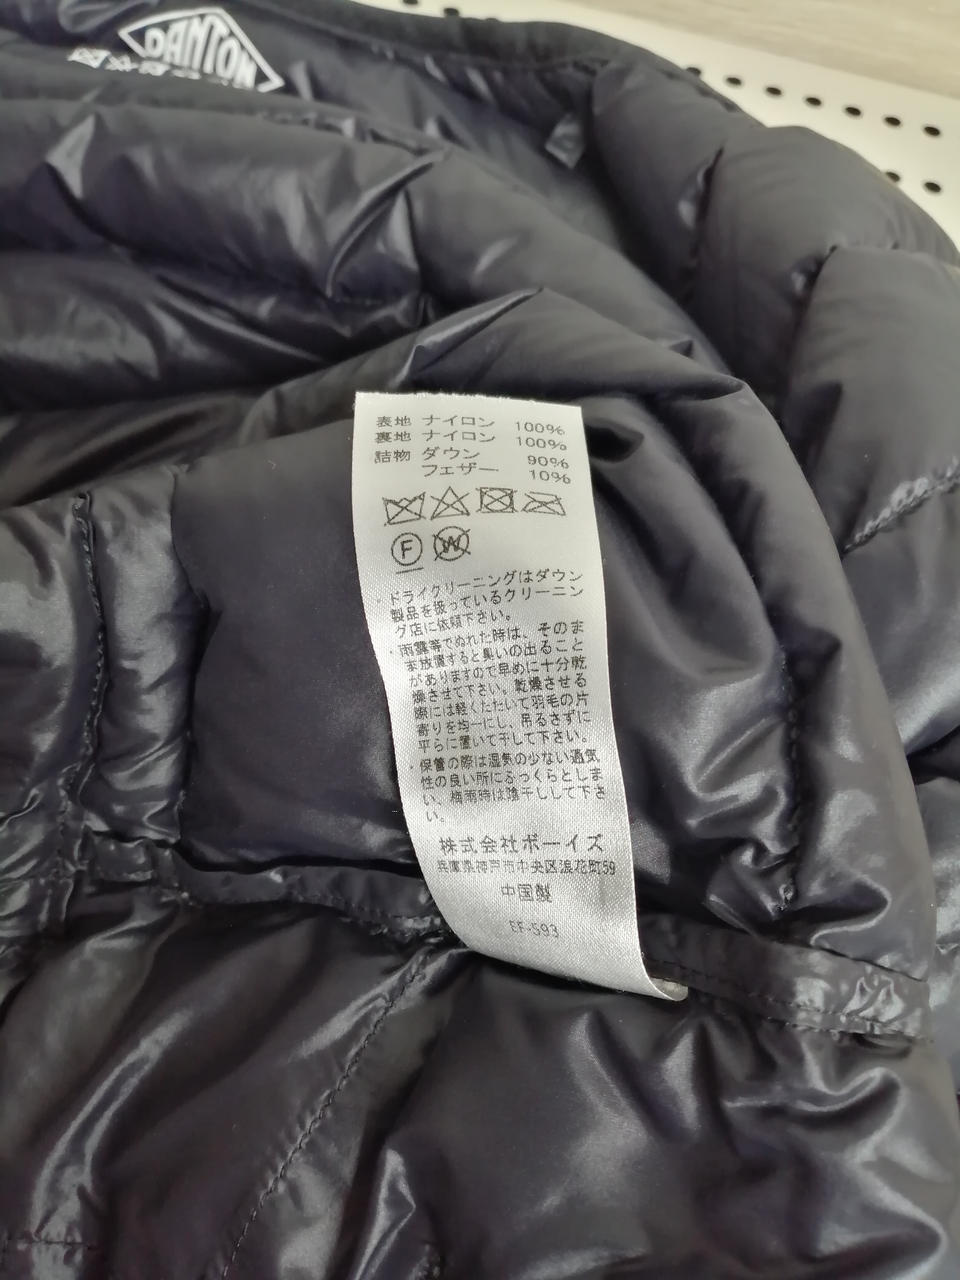 DANTON
表地 ナイロン 100%
裏地 ナイロン 100%
詰物 ダウン 90%
フェザー 10%
F W
・ドライクリーニングはダウン
製品を扱っているクリーニン
グ店に依頼下さい。
・雨雪等でぬれた時は、そのま
ま放置すると臭いの出ること
がありますので早めに十分乾
燥させて下さい。乾燥させる
際には軽くたたいて羽毛の片
寄りを均一にし、吊るさずに
平らに置いて干して下さい。
・保管の際は湿気の少ない通気
性の良い所にふっくらとしま
い、梅雨時は陰干しして下さ
い。
株式会社ボーイズ
兵庫県神戸市中央区浪花町59
中国製
EF-593